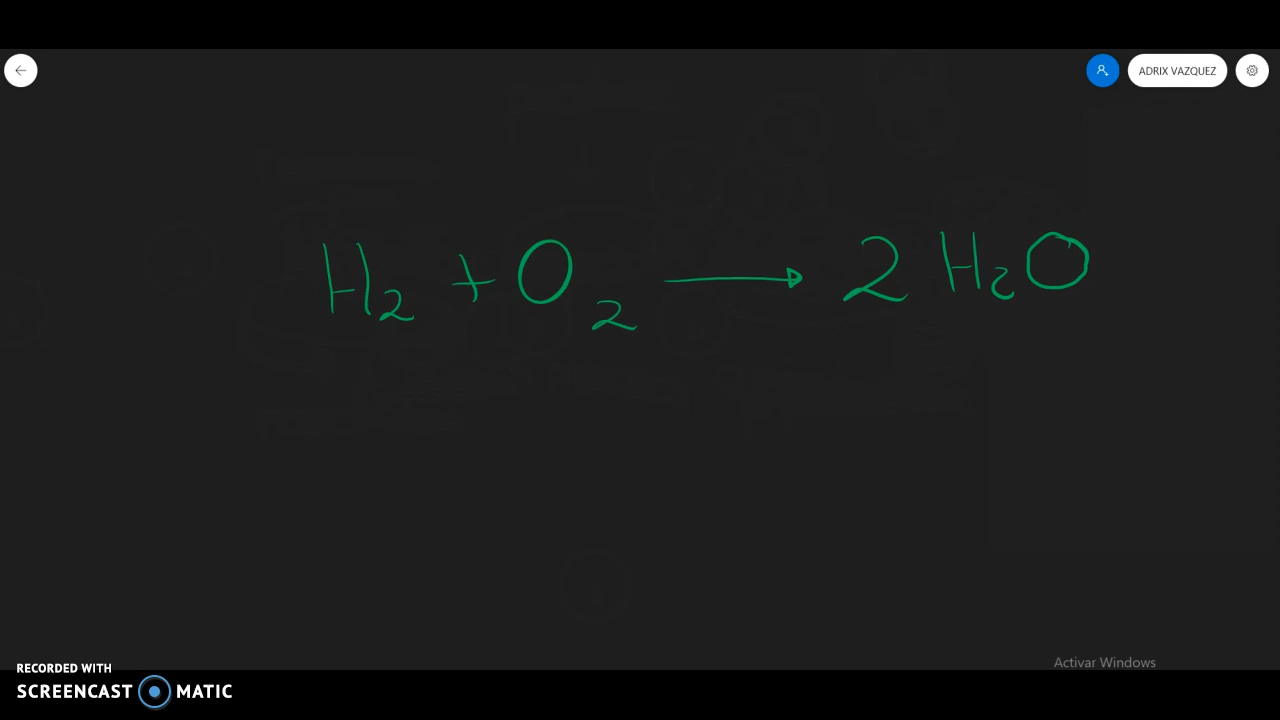 ADRIX VAZQUEZ
H₂ + O₂ → 2 H₂O
Activar Windows
RECORDED WITH
SCREENCAST MATIC